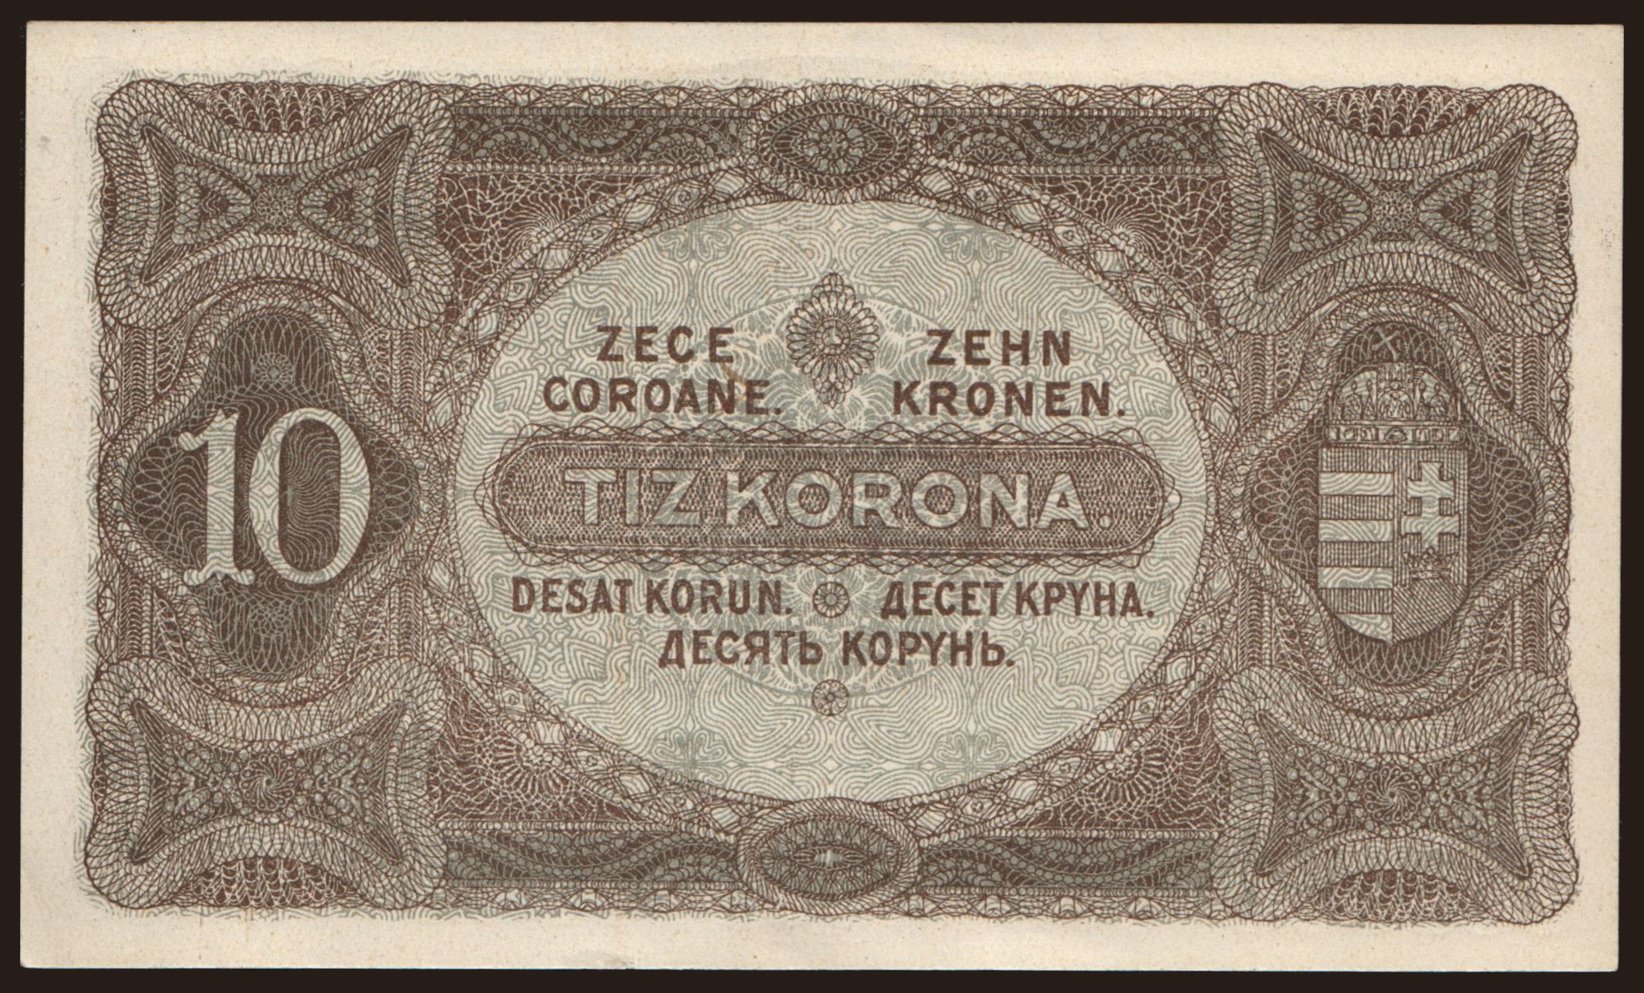 ZECE COROANE.
ZEHN KRONEN.
10
TIZ KORONA.
DESAT KORUN. ДЕСЕТ КРУНА.
ДЕСЯТЬ КОРУНЬ.